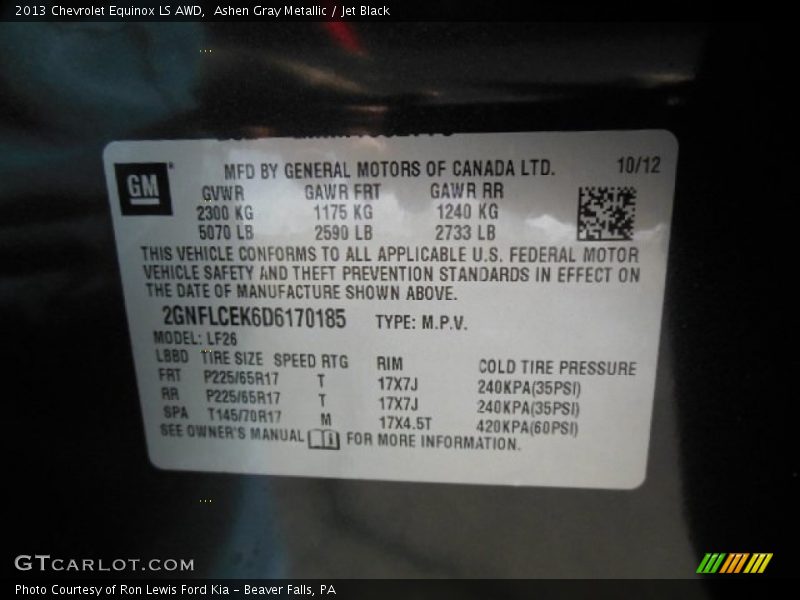 2013 Chevrolet Equinox LS AWD,  Ashen Gray Metallic / Jet Black
GM
MFD BY GENERAL MOTORS OF CANADA LTD. 10/12
GVWR GAWR FRT GAWR RR
2300 KG 1175 KG 1240 KG
5070 LB 2590 LB 2733 LB
THIS VEHICLE CONFORMS TO ALL APPLICABLE U.S. FEDERAL MOTOR
VEHICLE SAFETY AND THEFT PREVENTION STANDARDS IN EFFECT ON
THE DATE OF MANUFACTURE SHOWN ABOVE.
2GNFLCEK6D6170185 TYPE: M.P.V.
MODEL: LF26
LBBD TIRE SIZE SPEED RTG RIM COLD TIRE PRESSURE
FRT P225/65R17 T 17X7J 240KPA(35PSI)
RR P225/65R17 T 17X7J 240KPA(35PSI)
SPA T145/70R17 M 17X4.5T 420KPA(60PSI)
SEE OWNER'S MANUAL FOR MORE INFORMATION.
GTCARLOT.COM
Photo Courtesy of Ron Lewis Ford Kia - Beaver Falls, PA